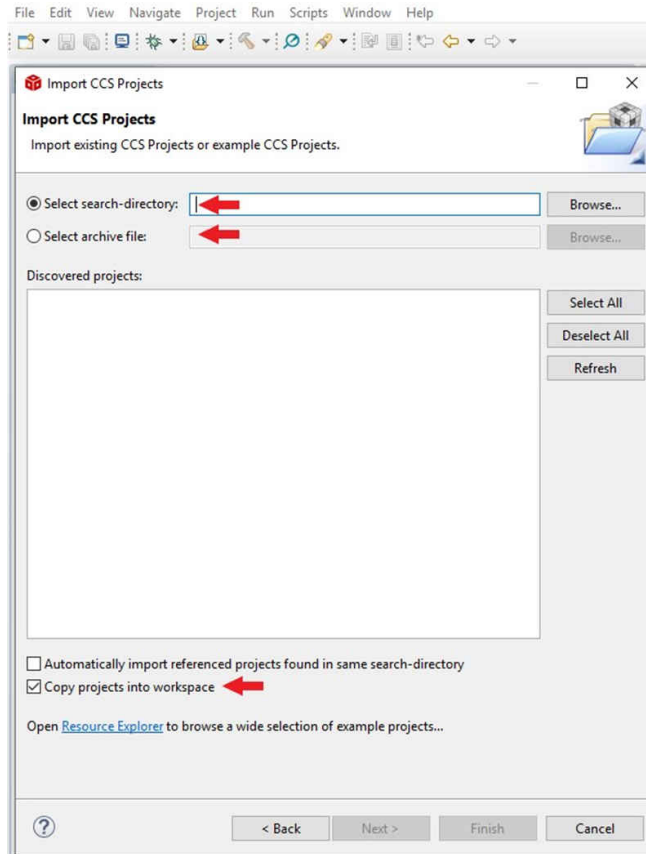 File Edit View Navigate Project Run Scripts Window Help
Import CCS Projects
Import CCS Projects
Import existing CCS Projects or example CCS Projects.
Select search-directory: Browse...
Select archive file: Browse...
Discovered projects:
Select All
Deselect All
Refresh
Automatically import referenced projects found in same search-directory
Copy projects into workspace
Open Resource Explorer to browse a wide selection of example projects...
? < Back Next > Finish Cancel